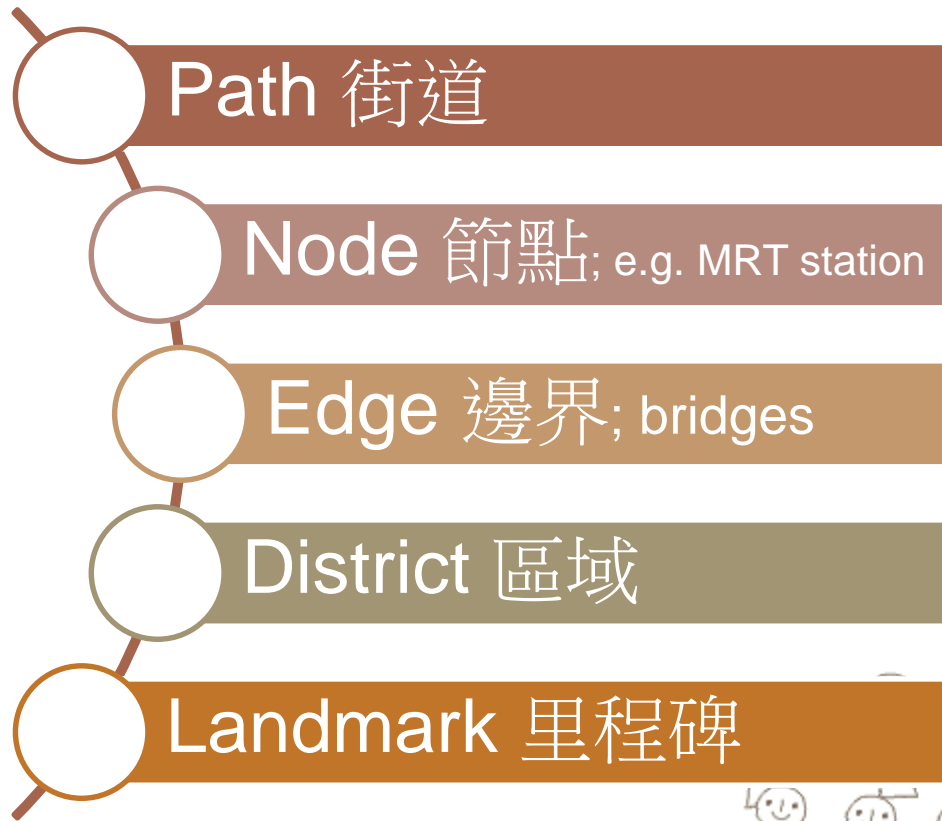 Path 街道
Node 節點; e.g. MRT station
Edge 邊界; bridges
District 區域
Landmark 里程碑